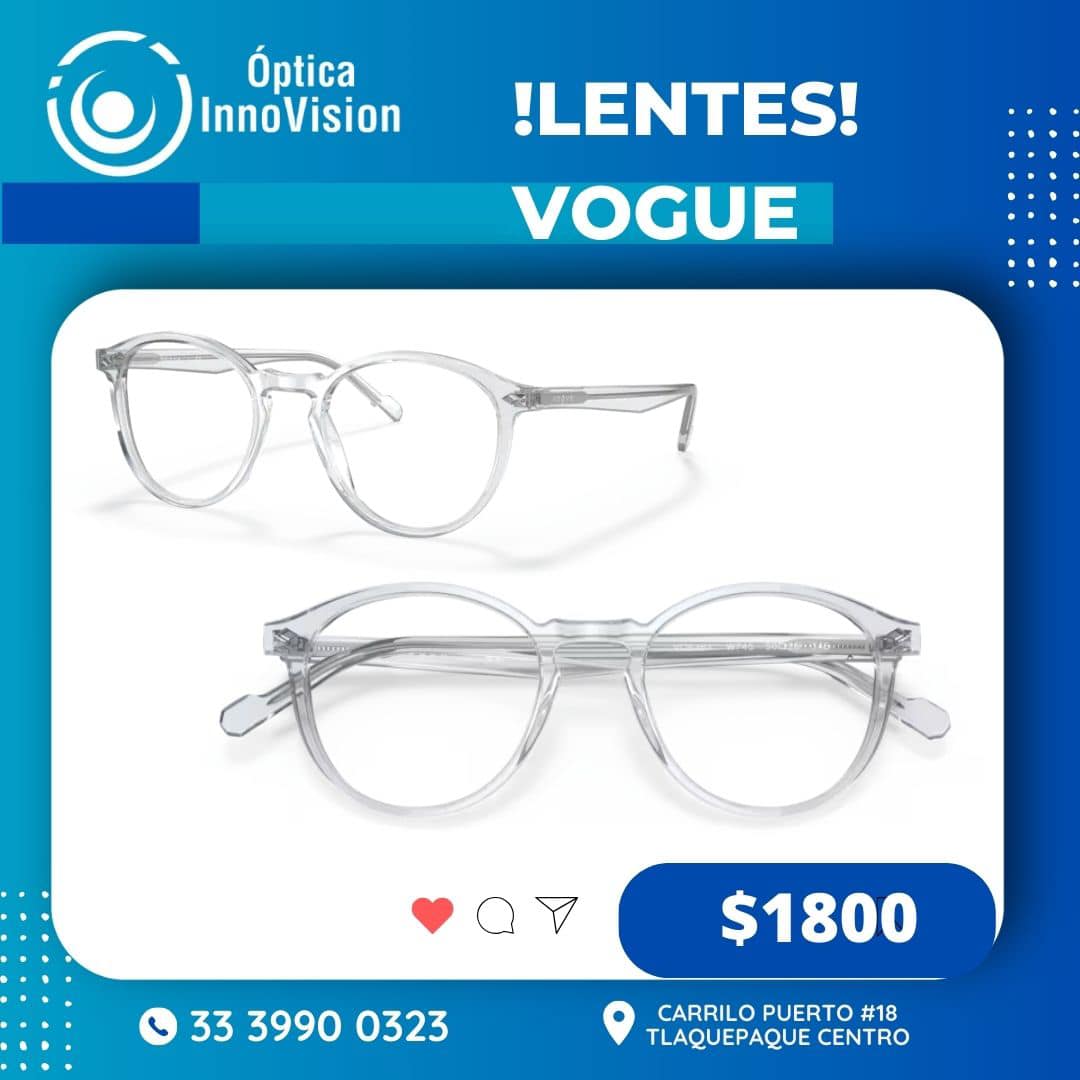 Óptica
InnoVision
!LENTES!
VOGUE
$1800
33 3990 0323
CARRILO PUERTO #18
TLAQUEPAQUE CENTRO